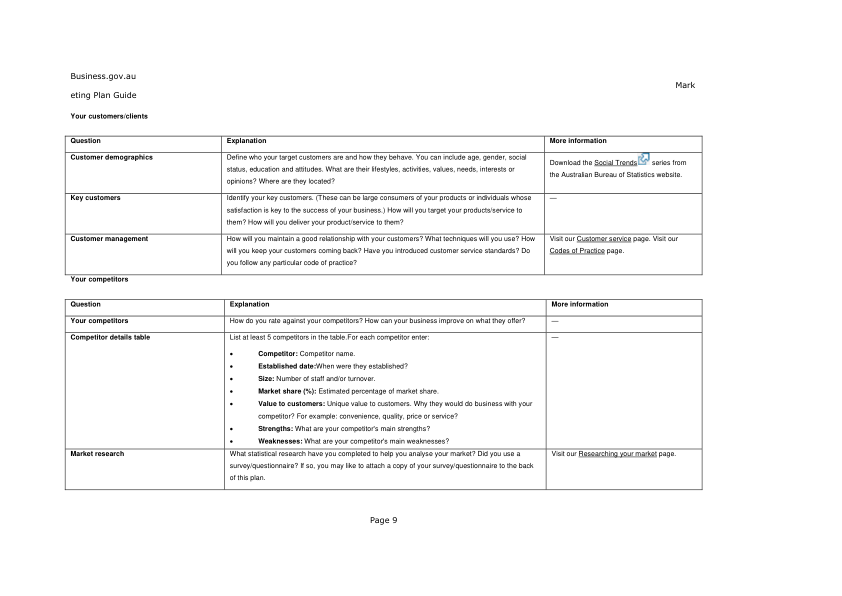 Business.gov.au
Mark
eting Plan Guide
Your customers/clients
Question Explanation More information
Customer demographics
Define who your target customers are and how they behave. You can include age, gender, social
status, education and attitudes. What are their lifestyles, activities, values, needs, interests or
opinions? Where are they located?
Download the Social Trends series from
the Australian Bureau of Statistics website.
Key customers
Identify your key customers. (These can be large consumers of your products or individuals whose
satisfaction is key to the success of your business.) How will you target your products/service to
them? How will you deliver your product/service to them?
—
Customer management
How will you maintain a good relationship with your customers? What techniques will you use? How
will you keep your customers coming back? Have you introduced customer service standards? Do
you follow any particular code of practice?
Visit our Customer service page. Visit our
Codes of Practice page.
Your competitors
Question Explanation More information
Your competitors
How do you rate against your competitors? How can your business improve on what they offer?
—
Competitor details table
List at least 5 competitors in the table.For each competitor enter:
• Competitor: Competitor name.
• Established date:When were they established?
• Size: Number of staff and/or turnover.
• Market share (%): Estimated percentage of market share.
• Value to customers: Unique value to customers. Why they would do business with your
competitor? For example: convenience, quality, price or service?
• Strengths: What are your competitor's main strengths?
• Weaknesses: What are your competitor's main weaknesses?
—
Market research
What statistical research have you completed to help you analyse your market? Did you use a
survey/questionnaire? If so, you may like to attach a copy of your survey/questionnaire to the back
of this plan.
Visit our Researching your market page.
Page 9